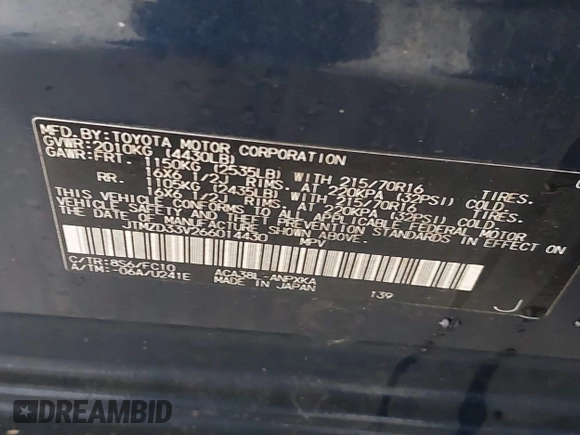 MFD.BY:TOYOTA MOTOR CORPORATION
GVWR:2010KG (4430LB)
GAWR:FRT. 1150KG (2535LB) WITH 215/70R16 TIRES.
16X6 1/2J RIMS. AT 220KPA (32PSI) COLD.
RR. 1105KG (2435LB) WITH 215/70R16 TIRES.
16X6 1/2J RIMS. AT 220KPA (32PSI) COLD.
THIS VEHICLE CONFORMS TO ALL APPLICABLE FEDERAL MOTOR
VEHICLE SAFETY AND THEFT PREVENTION STANDARDS IN
EFFECT ON THE DATE OF MANUFACTURE SHOWN ABOVE.
JTMZD33V266014430 MPV
C/TR:8S6/FC10 ACA38L-ANPXKA
A/TM:-06A/U241E MADE IN JAPAN 139 J
DREAMBID